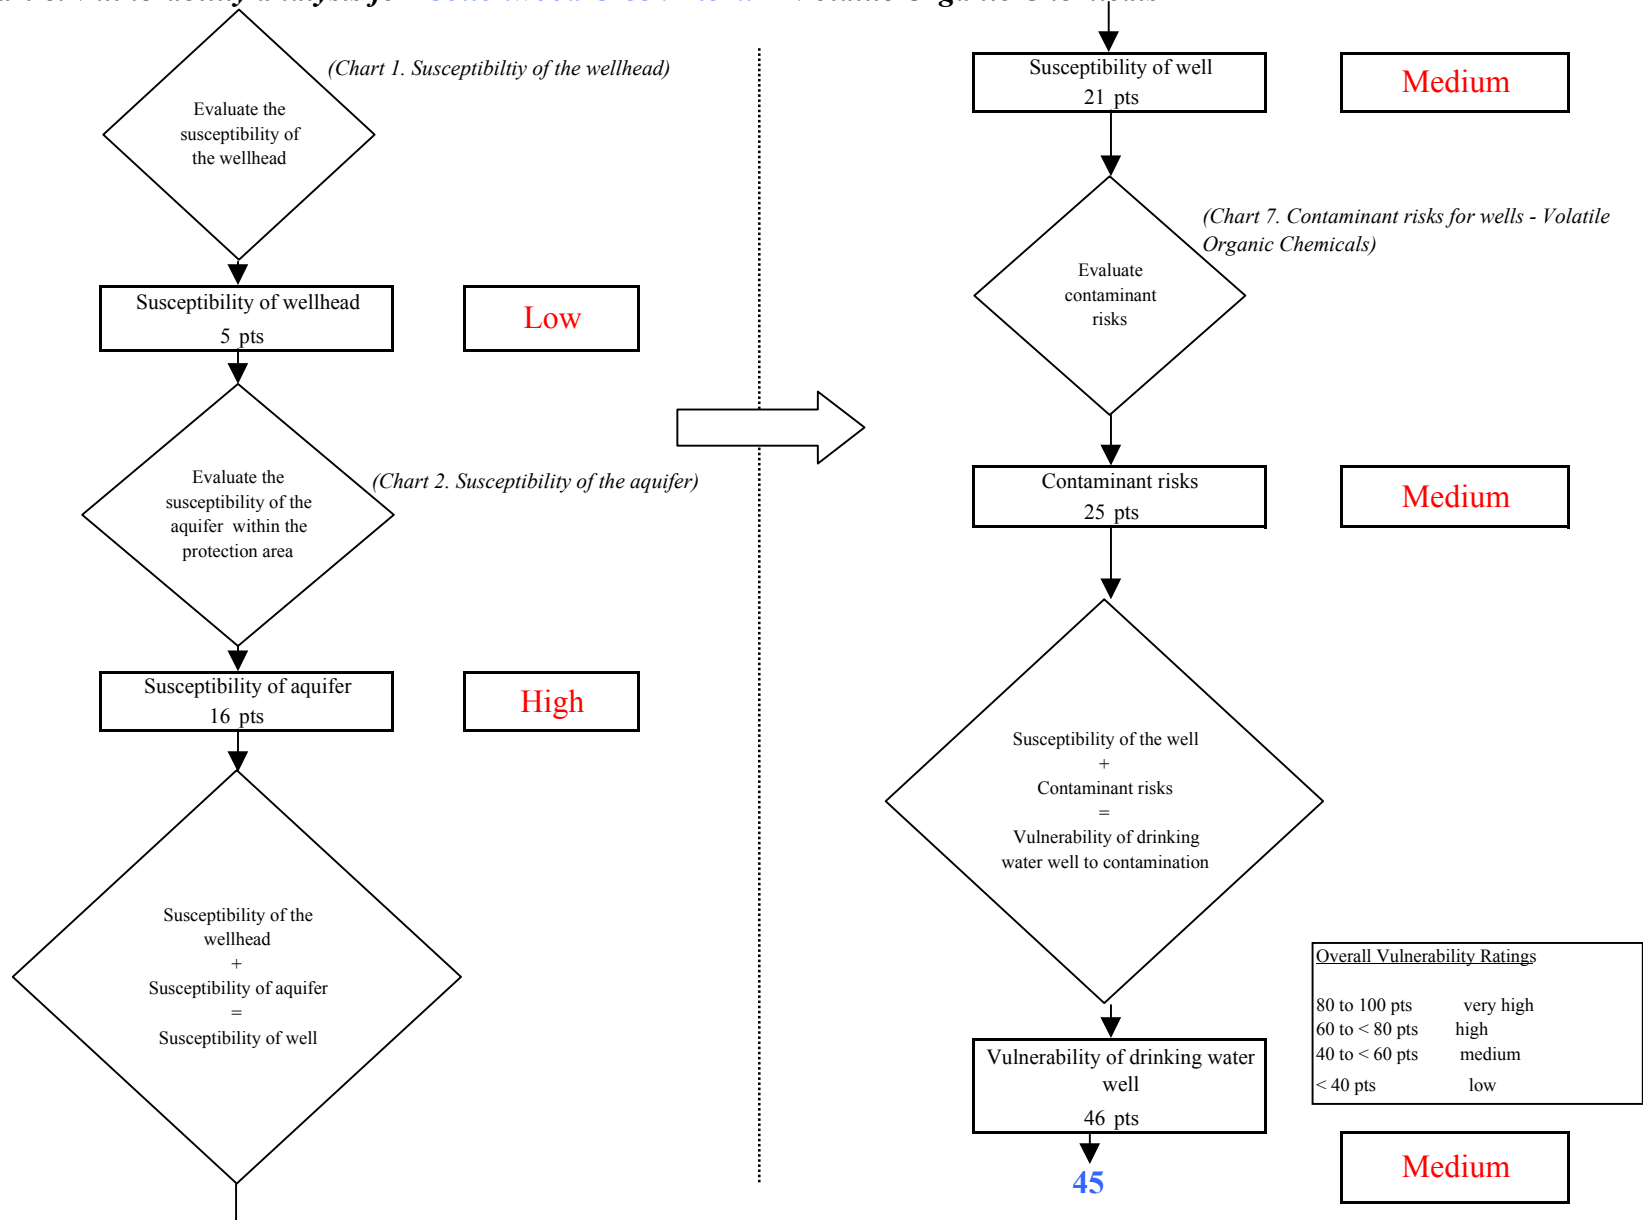 Volatile Organic Chemicals
(Chart 1. Susceptibiltiy of the wellhead)
Evaluate the
susceptibility of
the wellhead
Susceptibility of wellhead
5 pts
Low
Evaluate the
susceptibility of the
aquifer within the
protection area
(Chart 2. Susceptibility of the aquifer)
Susceptibility of aquifer
16 pts
High
Susceptibility of the
wellhead
+
Susceptibility of aquifer
=
Susceptibility of well
Susceptibility of well
21 pts
Medium
(Chart 7. Contaminant risks for wells - Volatile
Organic Chemicals)
Evaluate
contaminant
risks
Contaminant risks
25 pts
Medium
Susceptibility of the well
+
Contaminant risks
=
Vulnerability of drinking
water well to contamination
Overall Vulnerability Ratings
80 to 100 pts very high
60 to < 80 pts high
40 to < 60 pts medium
< 40 pts low
Vulnerability of drinking water
well
46 pts
45
Medium